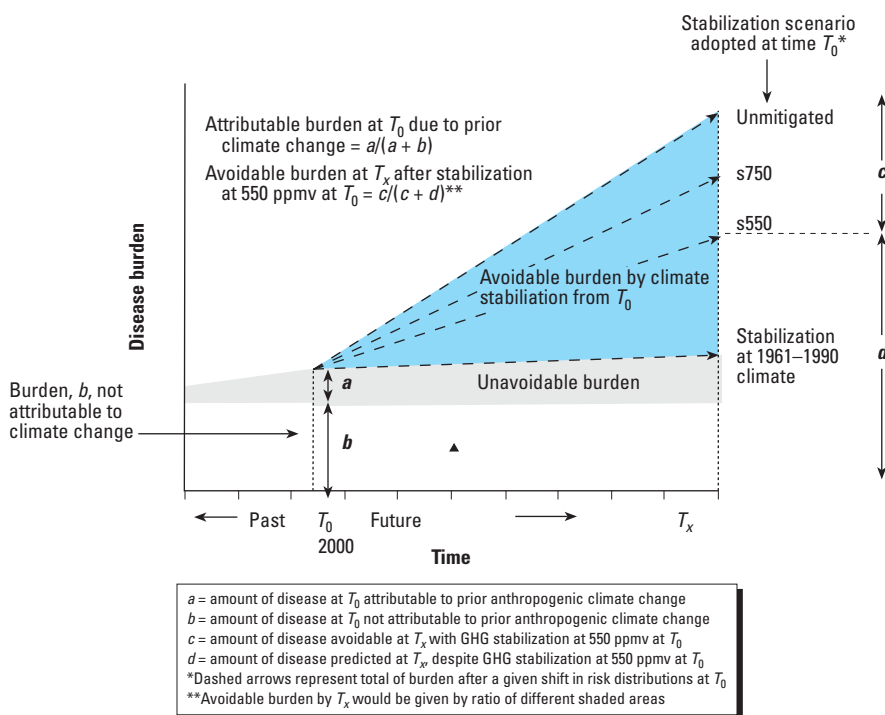 Stabilization scenario
adopted at time T0*
Unmitigated
s750
s550
Stabilization
at 1961–1990
climate
c
d
Attributable burden at T0 due to prior
climate change = a/(a + b)
Avoidable burden at Tx after stabilization
at 550 ppmv at T0 = c/(c + d)**
Disease burden
Avoidable burden by climate
stabiliation from T0
Unavoidable burden
a
b
Burden, b, not
attributable to
climate change
Past T0 Future Tx
2000
Time
a = amount of disease at T0 attributable to prior anthropogenic climate change
b = amount of disease at T0 not attributable to prior anthropogenic climate change
c = amount of disease avoidable at Tx with GHG stabilization at 550 ppmv at T0
d = amount of disease predicted at Tx, despite GHG stabilization at 550 ppmv at T0
*Dashed arrows represent total of burden after a given shift in risk distributions at T0
**Avoidable burden by Tx would be given by ratio of different shaded areas